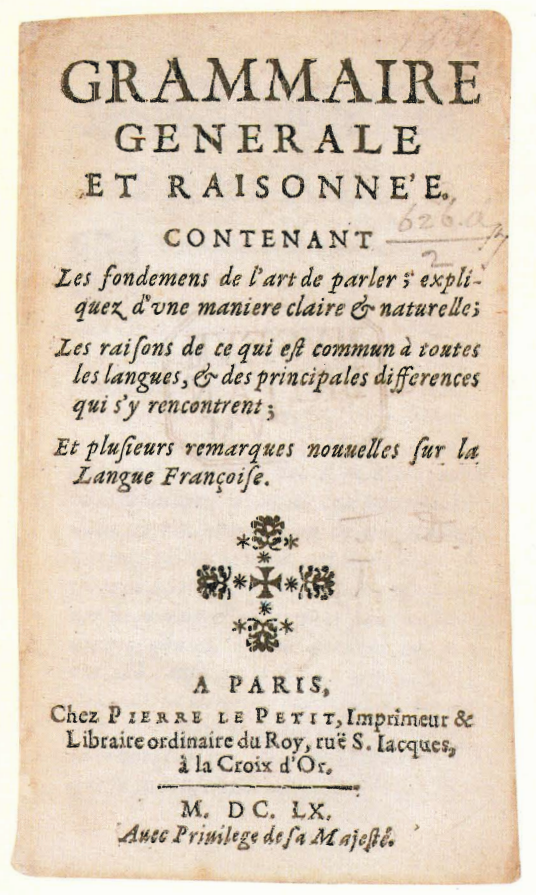 GRAMMAIRE
GENERALE
ET RAISONNE'E.
CONTENANT
626.a
2
Les fondemens de l'art de parler; expli-
quez d'vne maniere claire & naturelle;
Les raiſons de ce qui eſt commun à toutes
les langues, & des principales differences
qui s'y rencontrent;
Et pluſieurs remarques nouuelles ſur la
Langue Françoiſe.
A PARIS,
Chez PIERRE LE PETIT, Imprimeur &
Libraire ordinaire du Roy, ruë S. Iacques,
à la Croix d'Or.
M. DC. LX.
Auec Priuilege de ſa Majeſté.